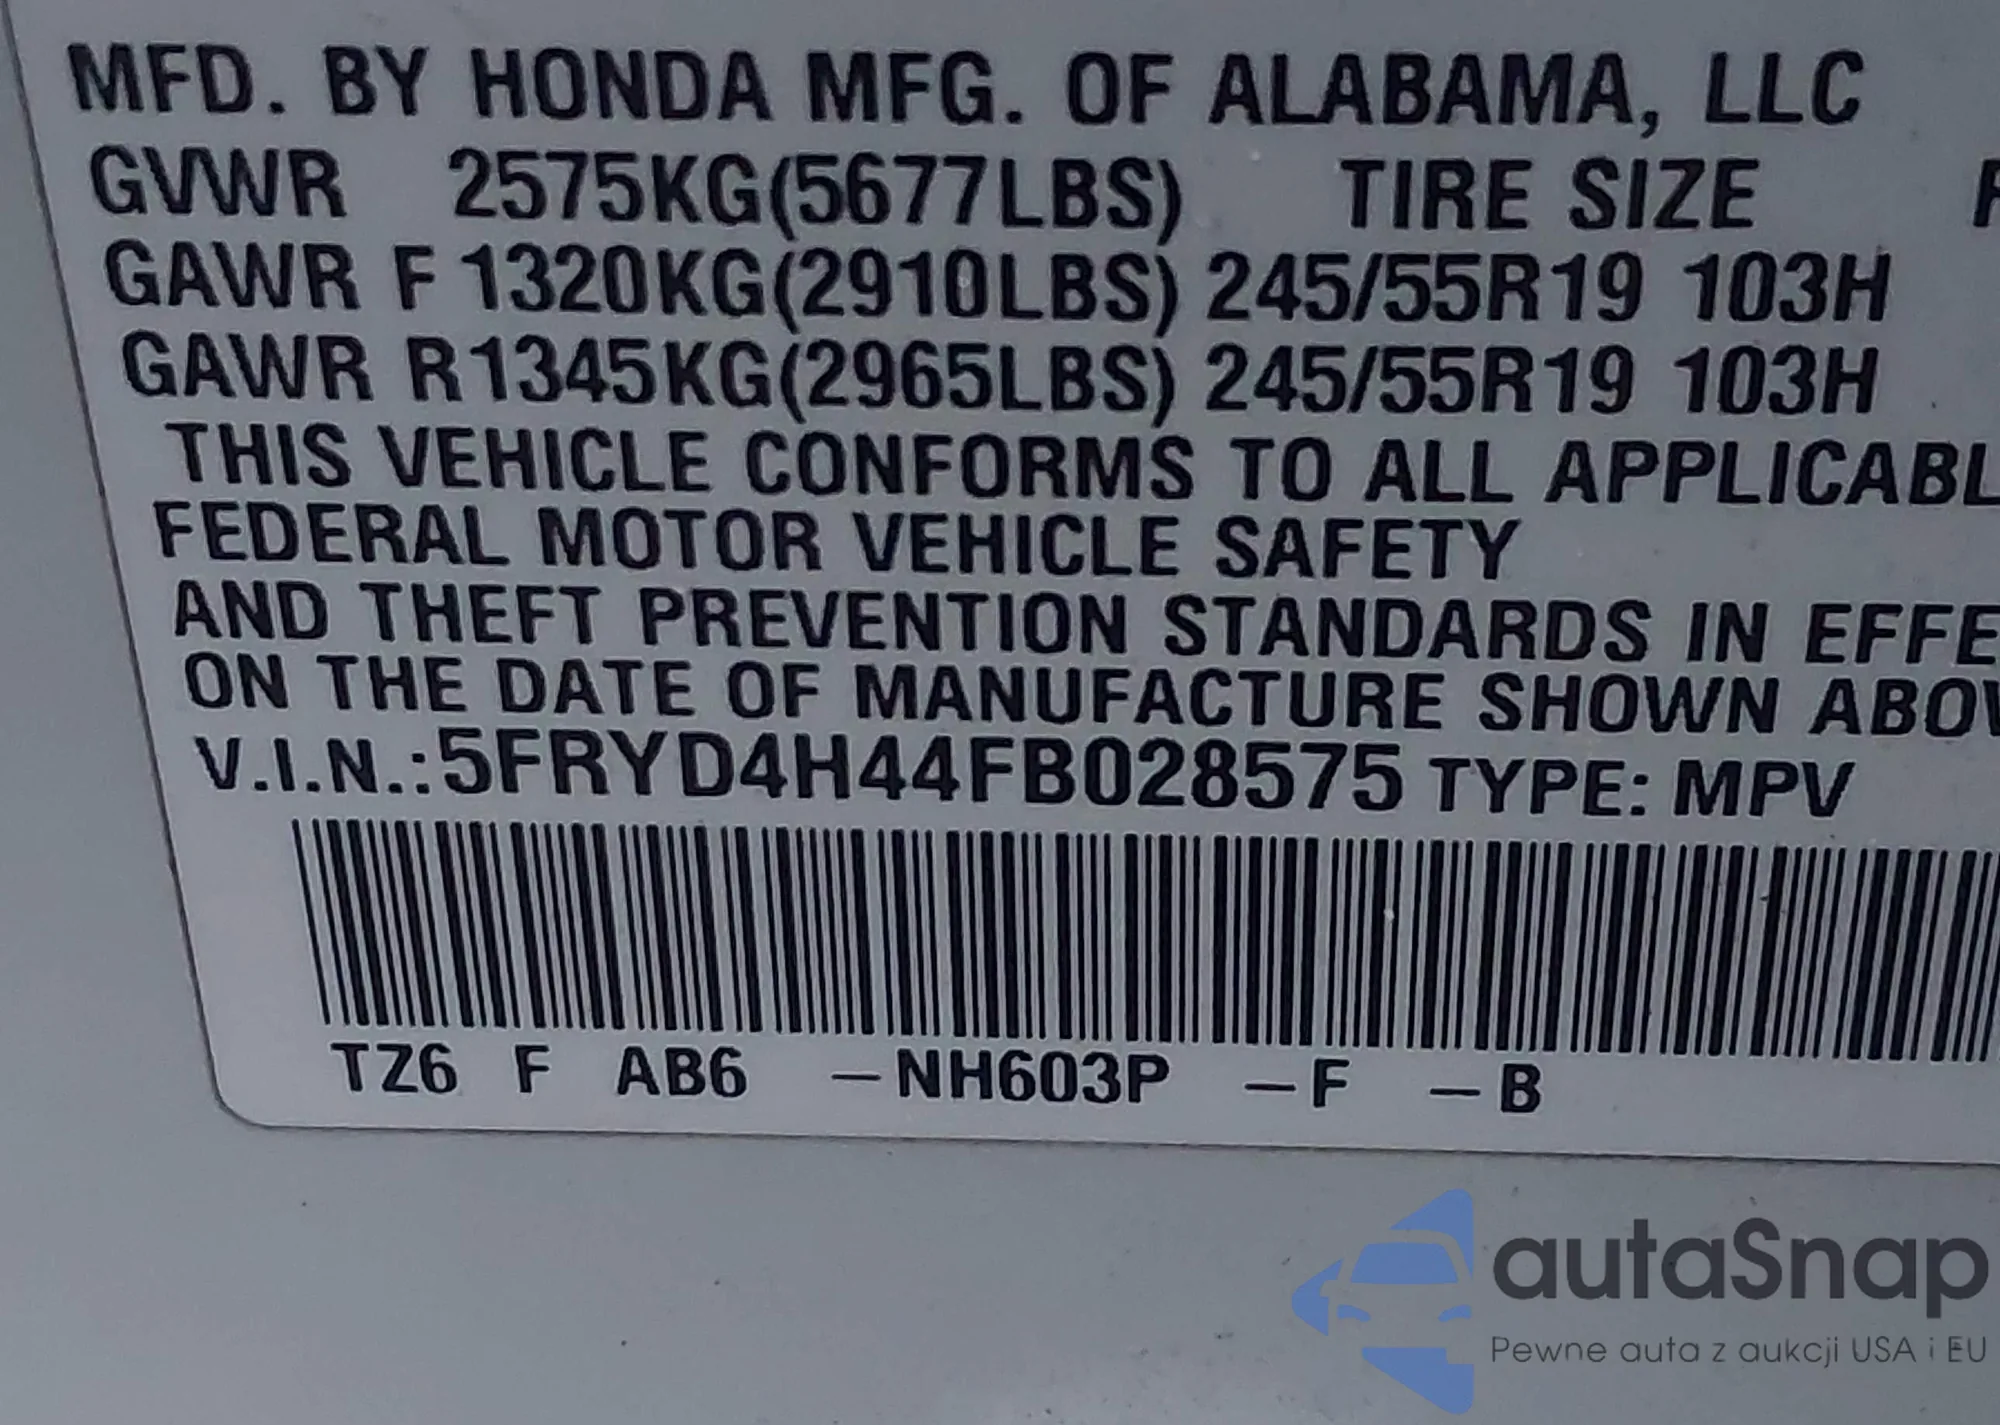 MFD. BY HONDA MFG. OF ALABAMA, LLC
GVWR 2575KG(5677LBS) TIRE SIZE
GAWR F 1320KG(2910LBS) 245/55R19 103H
GAWR R1345KG(2965LBS) 245/55R19 103H
THIS VEHICLE CONFORMS TO ALL APPLICABL
FEDERAL MOTOR VEHICLE SAFETY
AND THEFT PREVENTION STANDARDS IN EFFE
ON THE DATE OF MANUFACTURE SHOWN ABOV
V.I.N.:5FRYD4H44FB028575 TYPE: MPV
TZ6 F AB6 –NH603P –F –B
autaSnap
Pewne auta z aukcji USA i EU